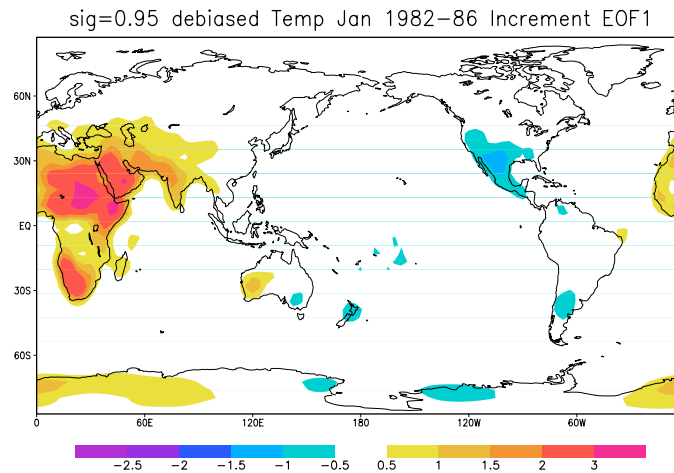 sig=0.95 debiased Temp Jan 1982-86 Increment EOF1
60N
30N
EQ
30S
60S
0 60E 120E 180 120W 60W
-2.5 -2 -1.5 -1 -0.5 0.5 1 1.5 2 3